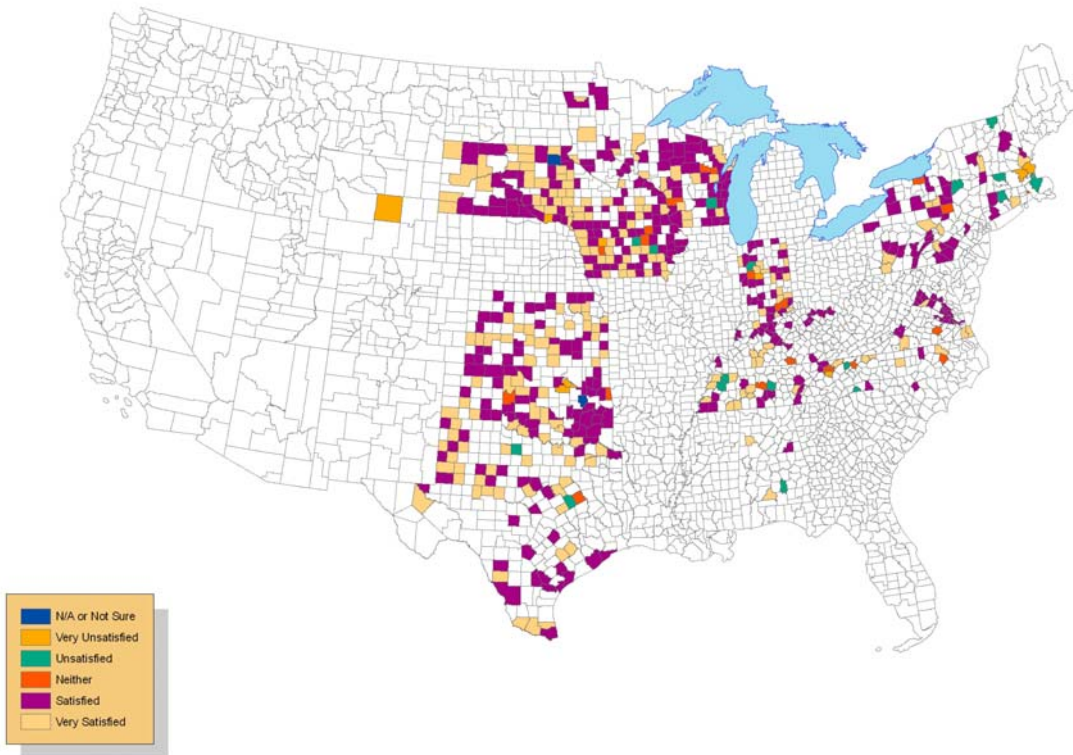 N/A or Not Sure
Very Unsatisfied
Unsatisfied
Neither
Satisfied
Very Satisfied